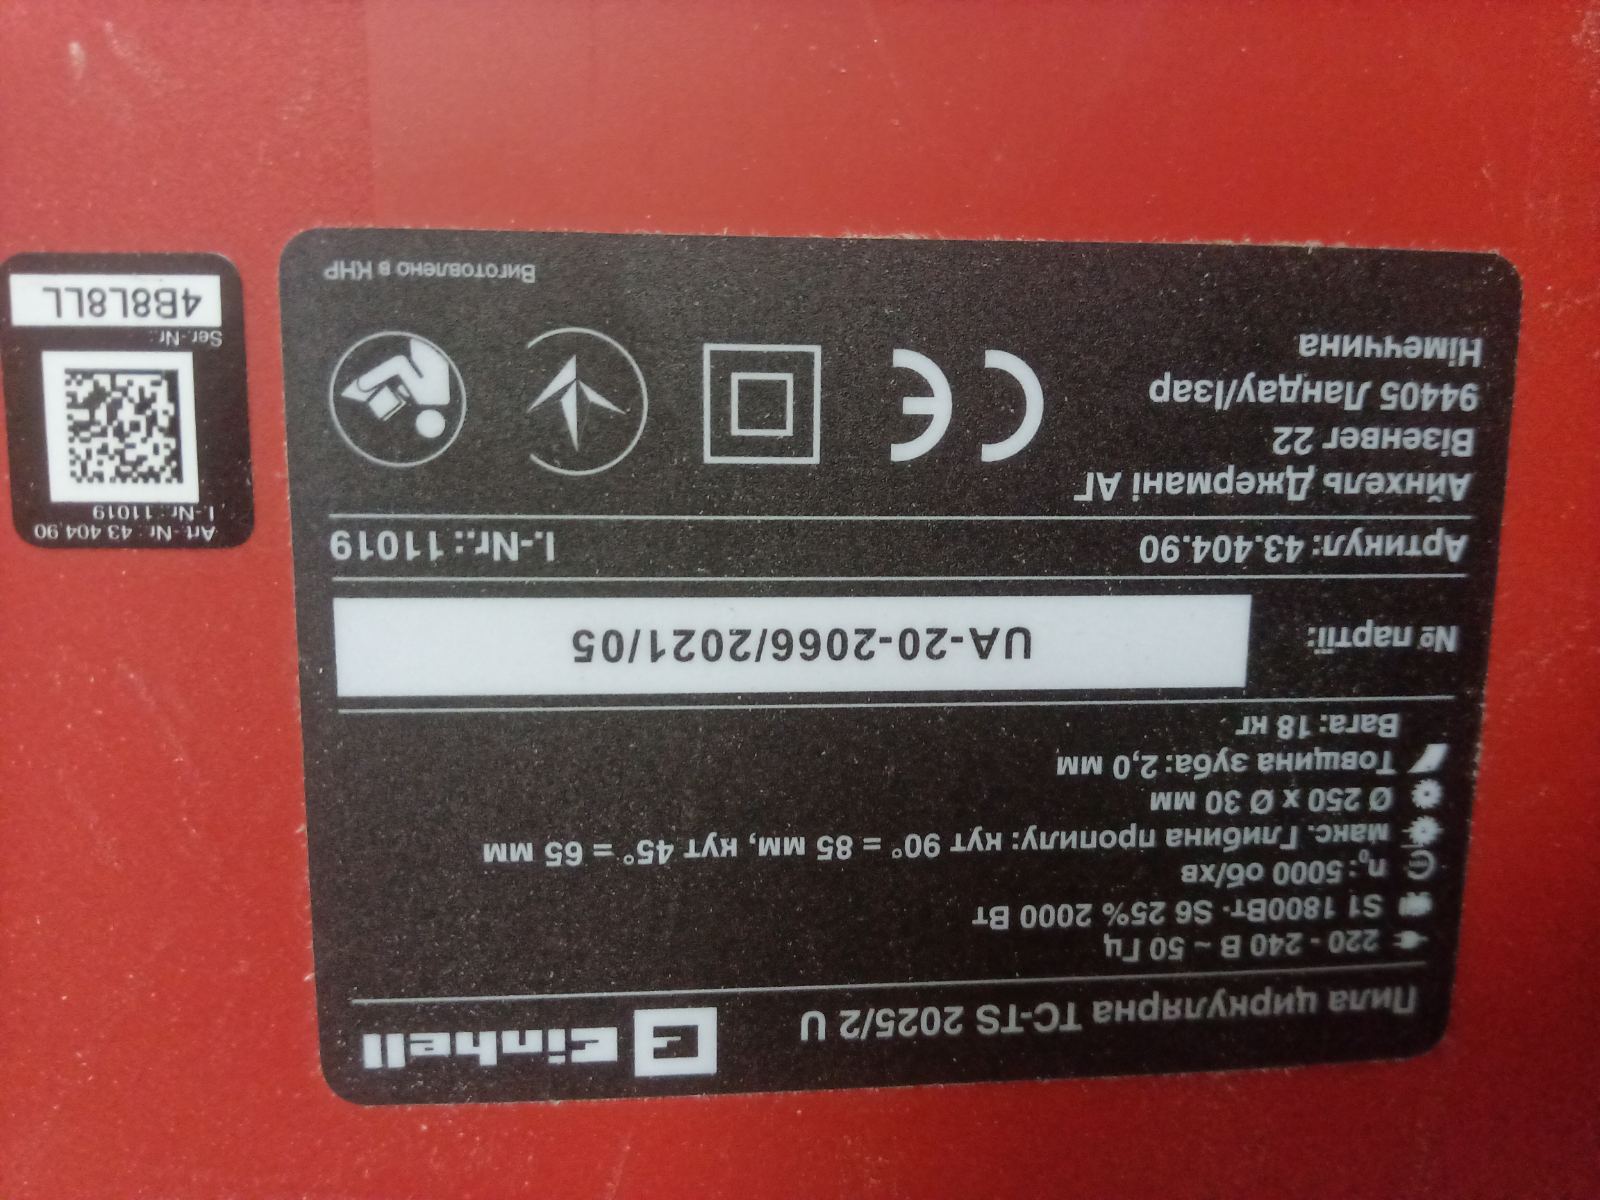 Einhell
Пила циркулярна TC-TS 2025/2 U
220 - 240 В ~ 50 Гц
S1 1800Вт· S6 25% 2000 Вт
n₀: 5000 об/хв
макс. Глибина пропилу: кут 90° = 85 мм, кут 45° = 65 мм
Ø 250 x Ø 30 мм
Товщина зуба: 2,0 мм
Вага: 18 кг
№ партії: UA-20-2066/2021/05
Артикул: 43.404.90 I.-Nr.: 11019
Айнхель Джермані АГ
Візенвег 22
94405 Ландау/Ізар
Німеччина
CE
Виготовлено в КНР
Art.-Nr.: 43 404.90
I.-Nr.: 11019
Ser.-Nr.:
4B8L8LL